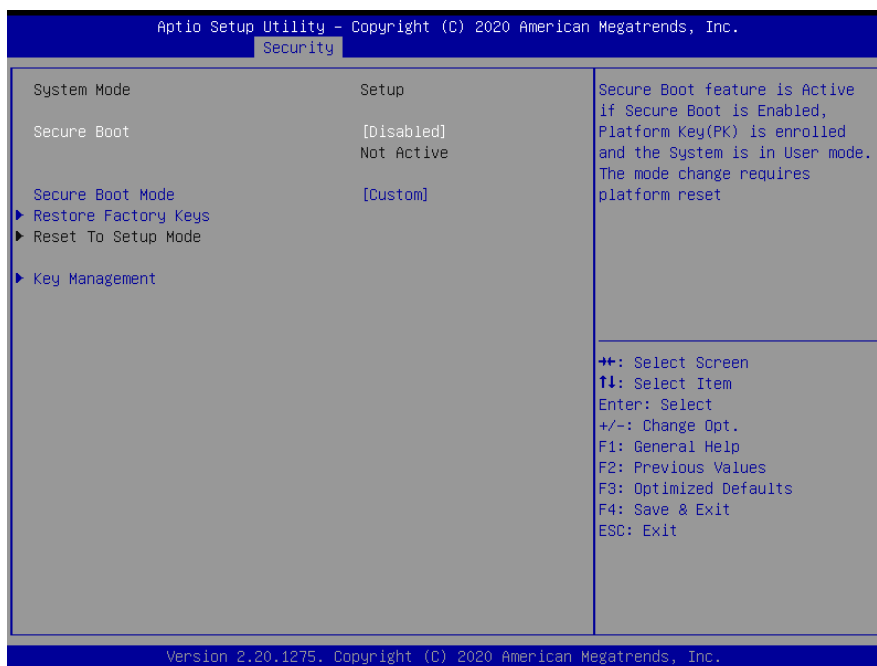 Aptio Setup Utility – Copyright (C) 2020 American Megatrends, Inc.
Security
System Mode Setup
Secure Boot [Disabled]
Not Active
Secure Boot Mode [Custom]
Restore Factory Keys
Reset To Setup Mode
Key Management
Secure Boot feature is Active
if Secure Boot is Enabled,
Platform Key(PK) is enrolled
and the System is in User mode.
The mode change requires
platform reset
→←: Select Screen
↑↓: Select Item
Enter: Select
+/-: Change Opt.
F1: General Help
F2: Previous Values
F3: Optimized Defaults
F4: Save & Exit
ESC: Exit
Version 2.20.1275. Copyright (C) 2020 American Megatrends, Inc.